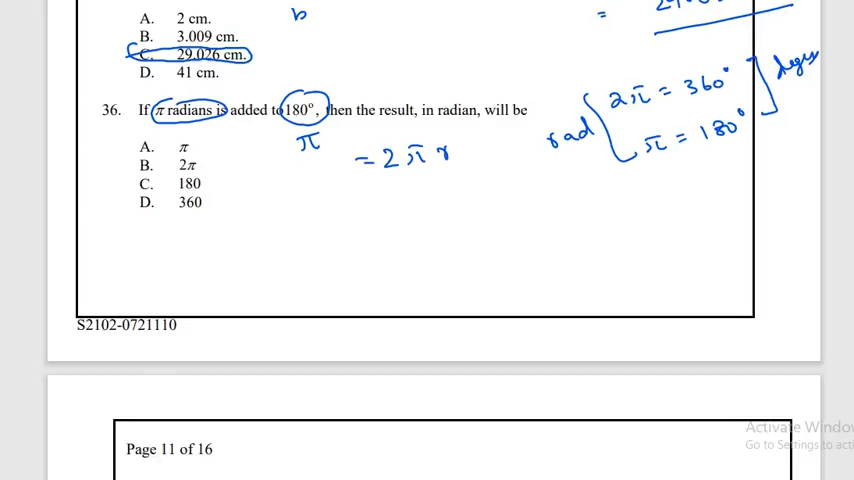 A. 2 cm.
B. 3.009 cm.
C. 29.026 cm.
D. 41 cm.
b
=
36. If π radians is added to 180°, then the result, in radian, will be
π
= 2π r
rad
2π = 360°
π = 180°
A. π
B. 2π
C. 180
D. 360
S2102-0721110
Page 11 of 16
Activate Window
Go to Settings to acti